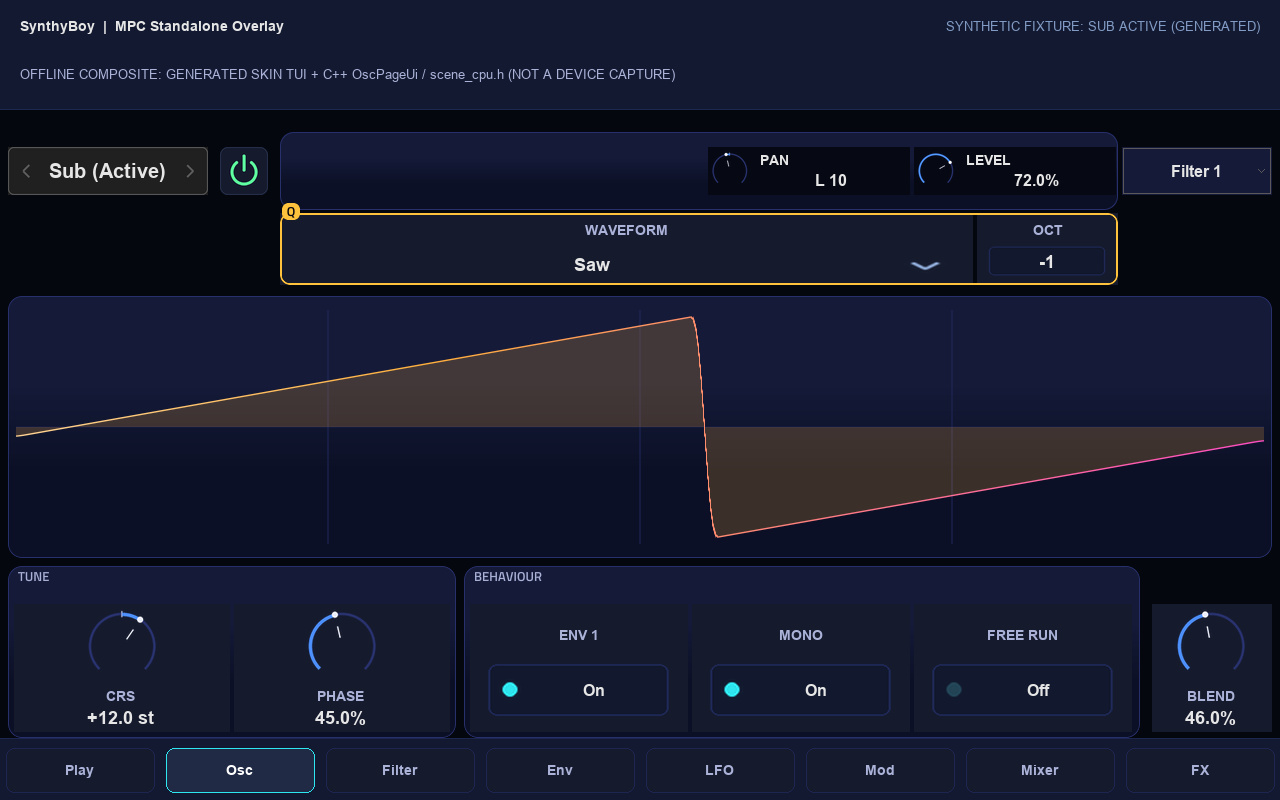 SynthyBoy | MPC Standalone Overlay
SYNTHETIC FIXTURE: SUB ACTIVE (GENERATED)
OFFLINE COMPOSITE: GENERATED SKIN TUI + C++ OscPageUi / scene_cpu.h (NOT A DEVICE CAPTURE)
Sub (Active)
PAN
L 10
LEVEL
72.0%
Filter 1
Q
WAVEFORM
Saw
OCT
-1
TUNE
CRS
+12.0 st
PHASE
45.0%
BEHAVIOUR
ENV 1
On
MONO
On
FREE RUN
Off
BLEND
46.0%
Play
Osc
Filter
Env
LFO
Mod
Mixer
FX